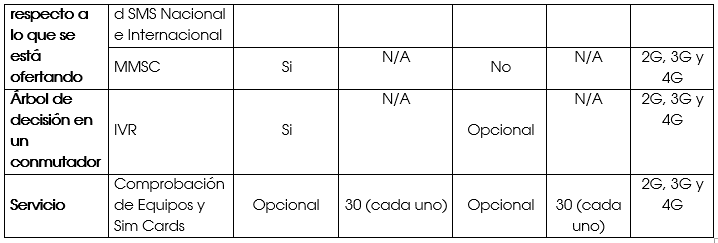 respecto a
lo que se
está
ofertando
d SMS Nacional
e Internacional
MMSC
Si
N/A
No
N/A
2G, 3G y
4G
Árbol de
decisión en
un
conmutador
IVR
Si
N/A
Opcional
N/A
2G, 3G y
4G
Servicio
Comprobación
de Equipos y
Sim Cards
Opcional
30 (cada uno)
Opcional
30 (cada
uno)
2G, 3G y
4G